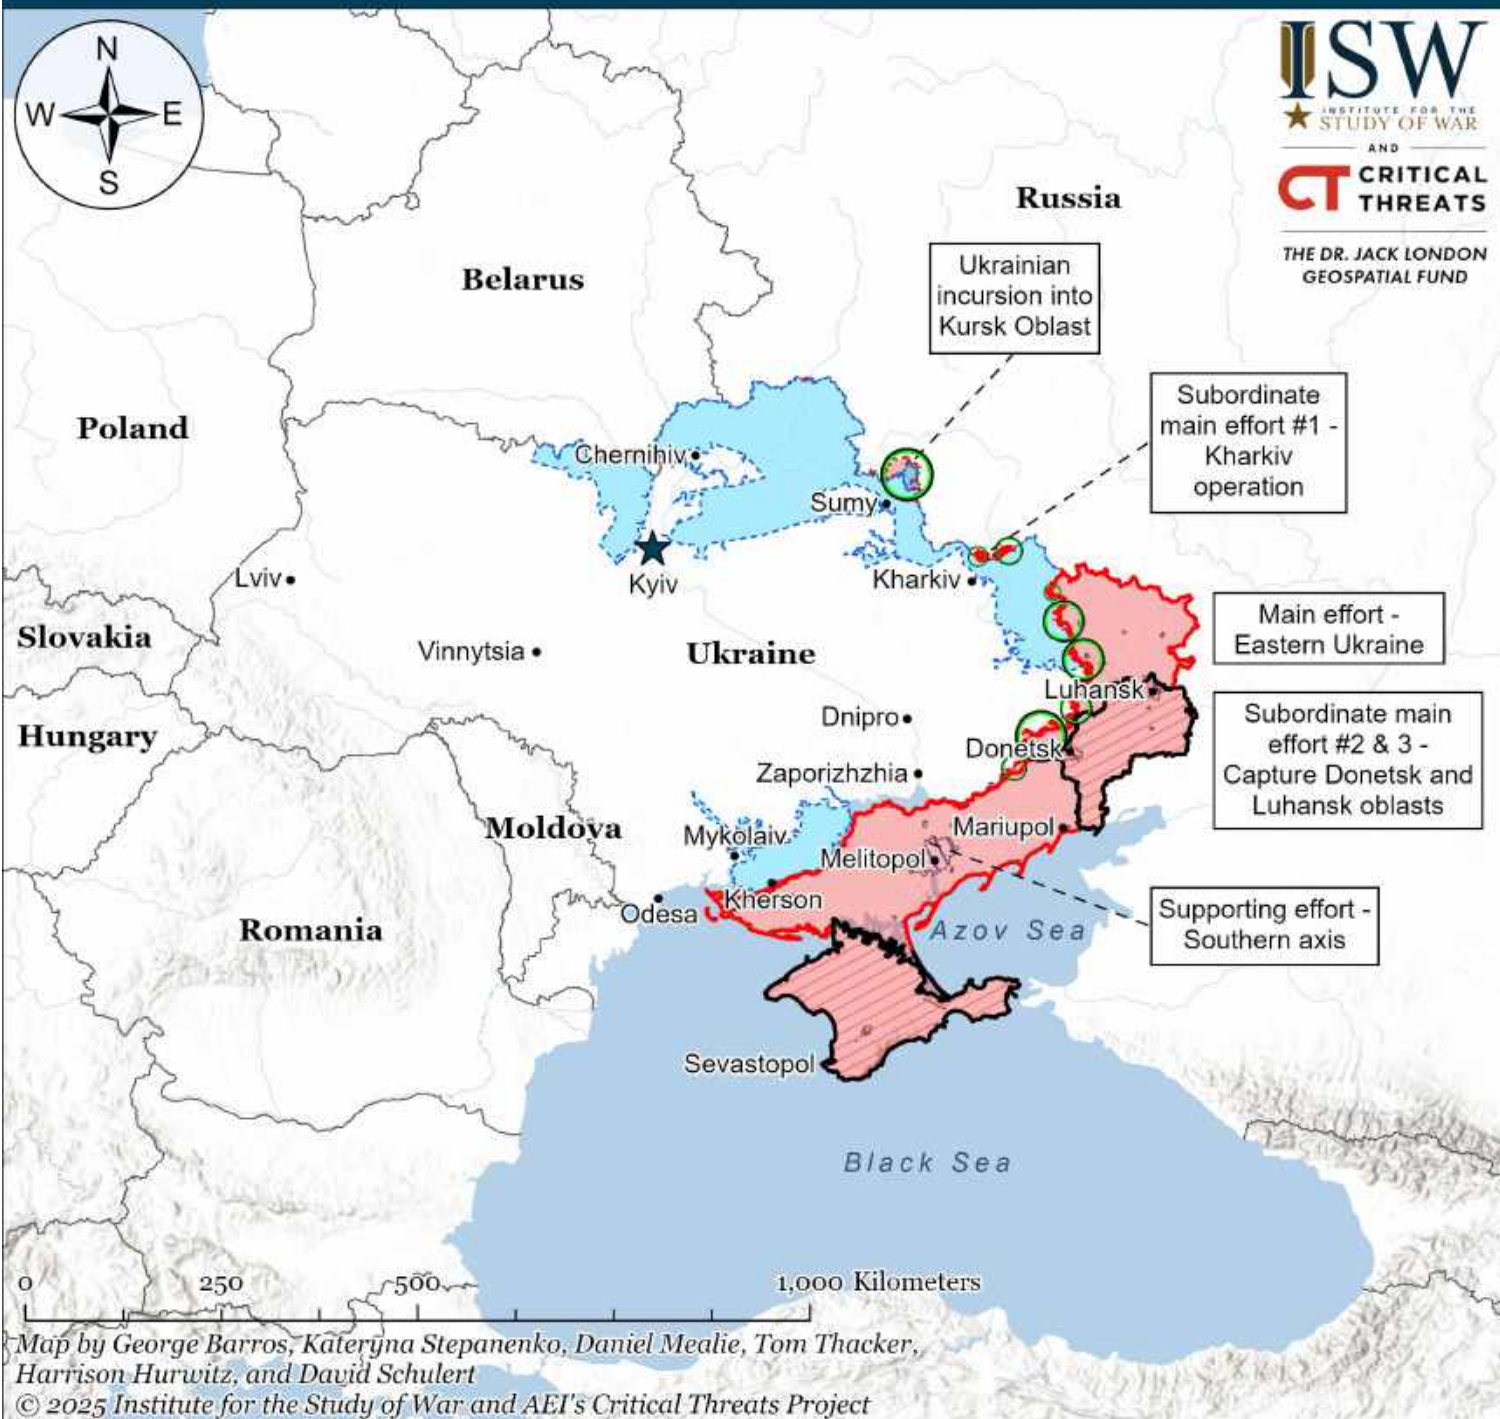 N
W
E
S
ISW
INSTITUTE FOR THE
STUDY OF WAR
AND
CT CRITICAL
THREATS
THE DR. JACK LONDON
GEOSPATIAL FUND
Russia
Belarus
Ukrainian
incursion into
Kursk Oblast
Subordinate
main effort #1 -
Kharkiv
operation
Poland
Chernihiv
Sumy
Kyiv
Lviv
Kharkiv
Slovakia
Vinnytsia
Ukraine
Main effort -
Eastern Ukraine
Luhansk
Hungary
Dnipro
Donetsk
Subordinate main
effort #2 & 3 -
Capture Donetsk and
Luhansk oblasts
Zaporizhzhia
Moldova
Mykolaiv
Mariupol
Melitopol
Kherson
Odesa
Romania
Azov Sea
Supporting effort -
Southern axis
Sevastopol
Black Sea
0 250 500 1,000 Kilometers
Map by George Barros, Kateryna Stepanenko, Daniel Mealie, Tom Thacker,
Harrison Hurwitz, and David Schulert
© 2025 Institute for the Study of War and AEI's Critical Threats Project